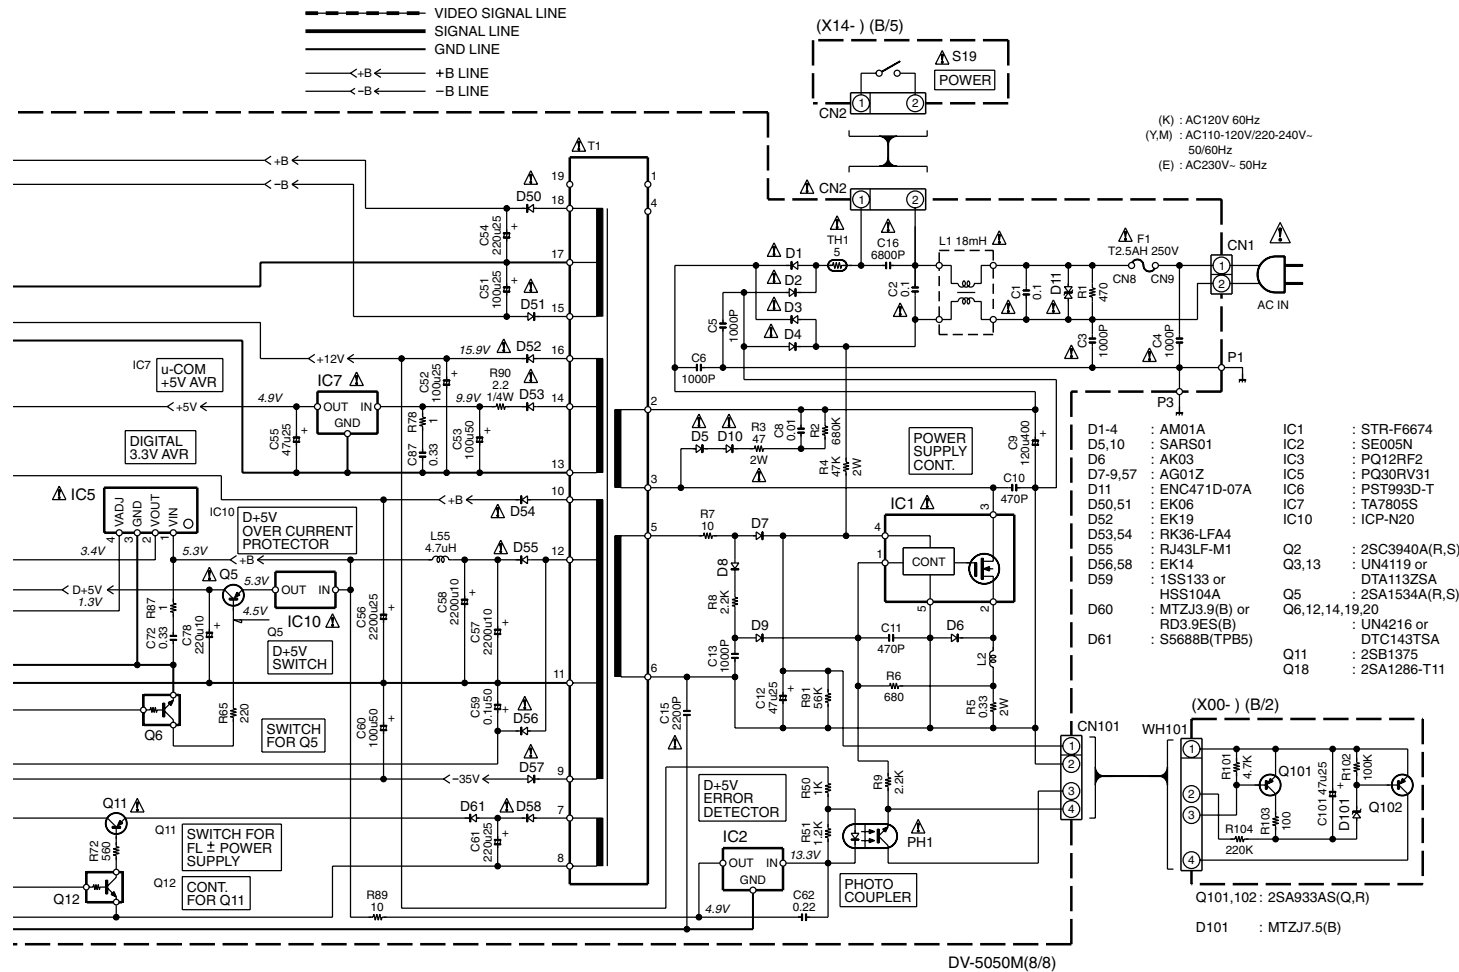 VIDEO SIGNAL LINE
SIGNAL LINE
GND LINE
+B LINE
−B LINE
(X14- ) (B/5)
S19
POWER
CN2
1 2
(K) : AC120V 60Hz
(Y,M) : AC110-120V/220-240V~
50/60Hz
(E) : AC230V~ 50Hz
CN2
1 2
T1
19
18
17
15
16
14
13
10
12
11
9
7
8
1
4
2
3
5
6
+B
−B
D50
C54
220u25
C51
100u25
D51
+12V
15.9V
D52
IC7
u-COM
+5V AVR
IC7
OUT IN
GND
C52
100u25
R90
2.2
1/4W
D53
9.9V
+5V
4.9V
C55
47u25
R78
1
C87
0.33
C53
100u50
DIGITAL
3.3V AVR
IC5
VADJ
GND
VOUT
VIN
4 3 2 1
3.4V
5.3V
IC10
D+5V
OVER CURRENT
PROTECTOR
+B
D54
L55
4.7uH
D55
+B
D+5V
1.3V
Q5
5.3V
OUT IN
IC10
4.5V
R87
1
C72
0.33
C78
220u10
Q5
D+5V
SWITCH
C56
2200u25
C58
2200u10
C57
2200u10
Q6
R65
220
SWITCH
FOR Q5
C60
100u50
C59
0.1u50
D56
D57
−35V
Q11
Q11
SWITCH FOR
FL ± POWER
SUPPLY
D61
D58
C61
220u25
R72
560
Q12
Q12
CONT.
FOR Q11
R89
10
TH1
5
C16
6800P
L1 18mH
F1
T2.5AH 250V
CN8 CN9
CN1
1
2
AC IN
D1
D2
D3
D4
C5
1000P
C6
1000P
C2
0.1
C1
0.1
D11
R1
470
C3
1000P
C4
1000P
P1
P3
D5
D10
R3
47
2W
C8
0.01
R2
680K
R4
47K
2W
POWER
SUPPLY
CONT.
C9
120u400
C10
470P
R7
10
D7
IC1
CONT
4
1
5
3
2
D8
R8
2.2K
D9
C13
1000P
C11
470P
D6
L2
R6
680
R5
0.33
2W
C12
47u25
R91
56K
C15
2200P
D+5V
ERROR
DETECTOR
R50
1K
R51
1.2K
R9
2.2K
PH1
IC2
OUT IN
GND
13.3V
PHOTO
COUPLER
C62
0.22
4.9V
CN101
1
2
3
4
WH101
1
2
3
4
(X00- ) (B/2)
R101
4.7K
Q101
C101 47u25
R102
100K
D101
Q102
R103
100
R104
220K
Q101,102 : 2SA933AS(Q,R)
D101 : MTZJ7.5(B)
D1-4 : AM01A
D5,10 : SARS01
D6 : AK03
D7-9,57 : AG01Z
D11 : ENC471D-07A
D50,51 : EK06
D52 : EK19
D53,54 : RK36-LFA4
D55 : RJ43LF-M1
D56,58 : EK14
D59 : 1SS133 or
HSS104A
D60 : MTZJ3.9(B) or
RD3.9ES(B)
D61 : S5688B(TPB5)
IC1 : STR-F6674
IC2 : SE005N
IC3 : PQ12RF2
IC5 : PQ30RV31
IC6 : PST993D-T
IC7 : TA7805S
IC10 : ICP-N20
Q2 : 2SC3940A(R,S)
Q3,13 : UN4119 or
DTA113ZSA
Q5 : 2SA1534A(R,S)
Q6,12,14,19,20
: UN4216 or
DTC143TSA
Q11 : 2SB1375
Q18 : 2SA1286-T11
DV-5050M(8/8)